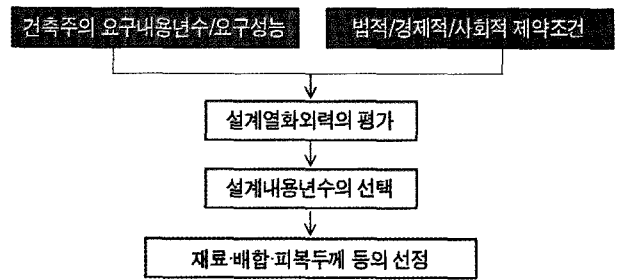 건축주의 요구내용년수/요구성능
법적/경제적/사회적 제약조건
설계열화외력의 평가
설계내용년수의 선택
재료·배합·피복두께 등의 선정